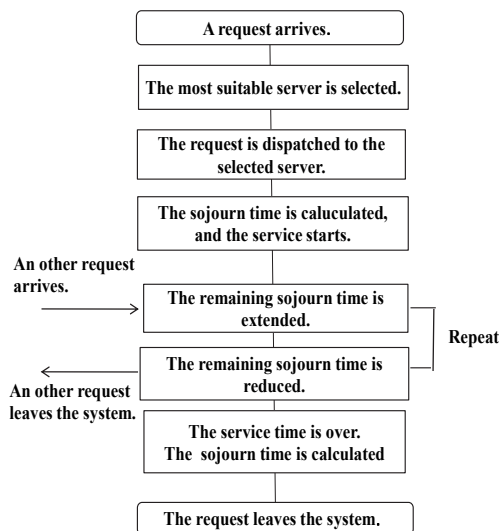 A request arrives.
The most suitable server is selected.
The request is dispatched to the
selected server.
The sojourn time is caluculated,
and the service starts.
An other request
arrives.
The remaining sojourn time is
extended.
Repeat
The remaining sojourn time is
reduced.
An other request
leaves the system.
The service time is over.
The sojourn time is calculated
The request leaves the system.